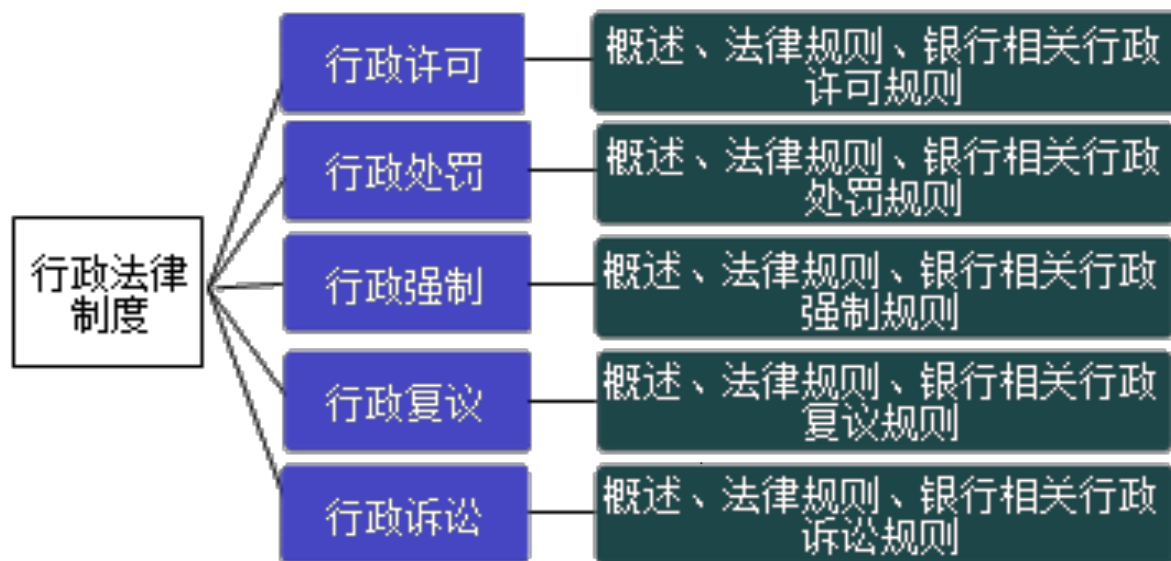 行政法律
制度
行政许可
概述、法律规则、银行相关行政
许可规则
行政处罚
概述、法律规则、银行相关行政
处罚规则
行政强制
概述、法律规则、银行相关行政
强制规则
行政复议
概述、法律规则、银行相关行政
复议规则
行政诉讼
概述、法律规则、银行相关行政
诉讼规则